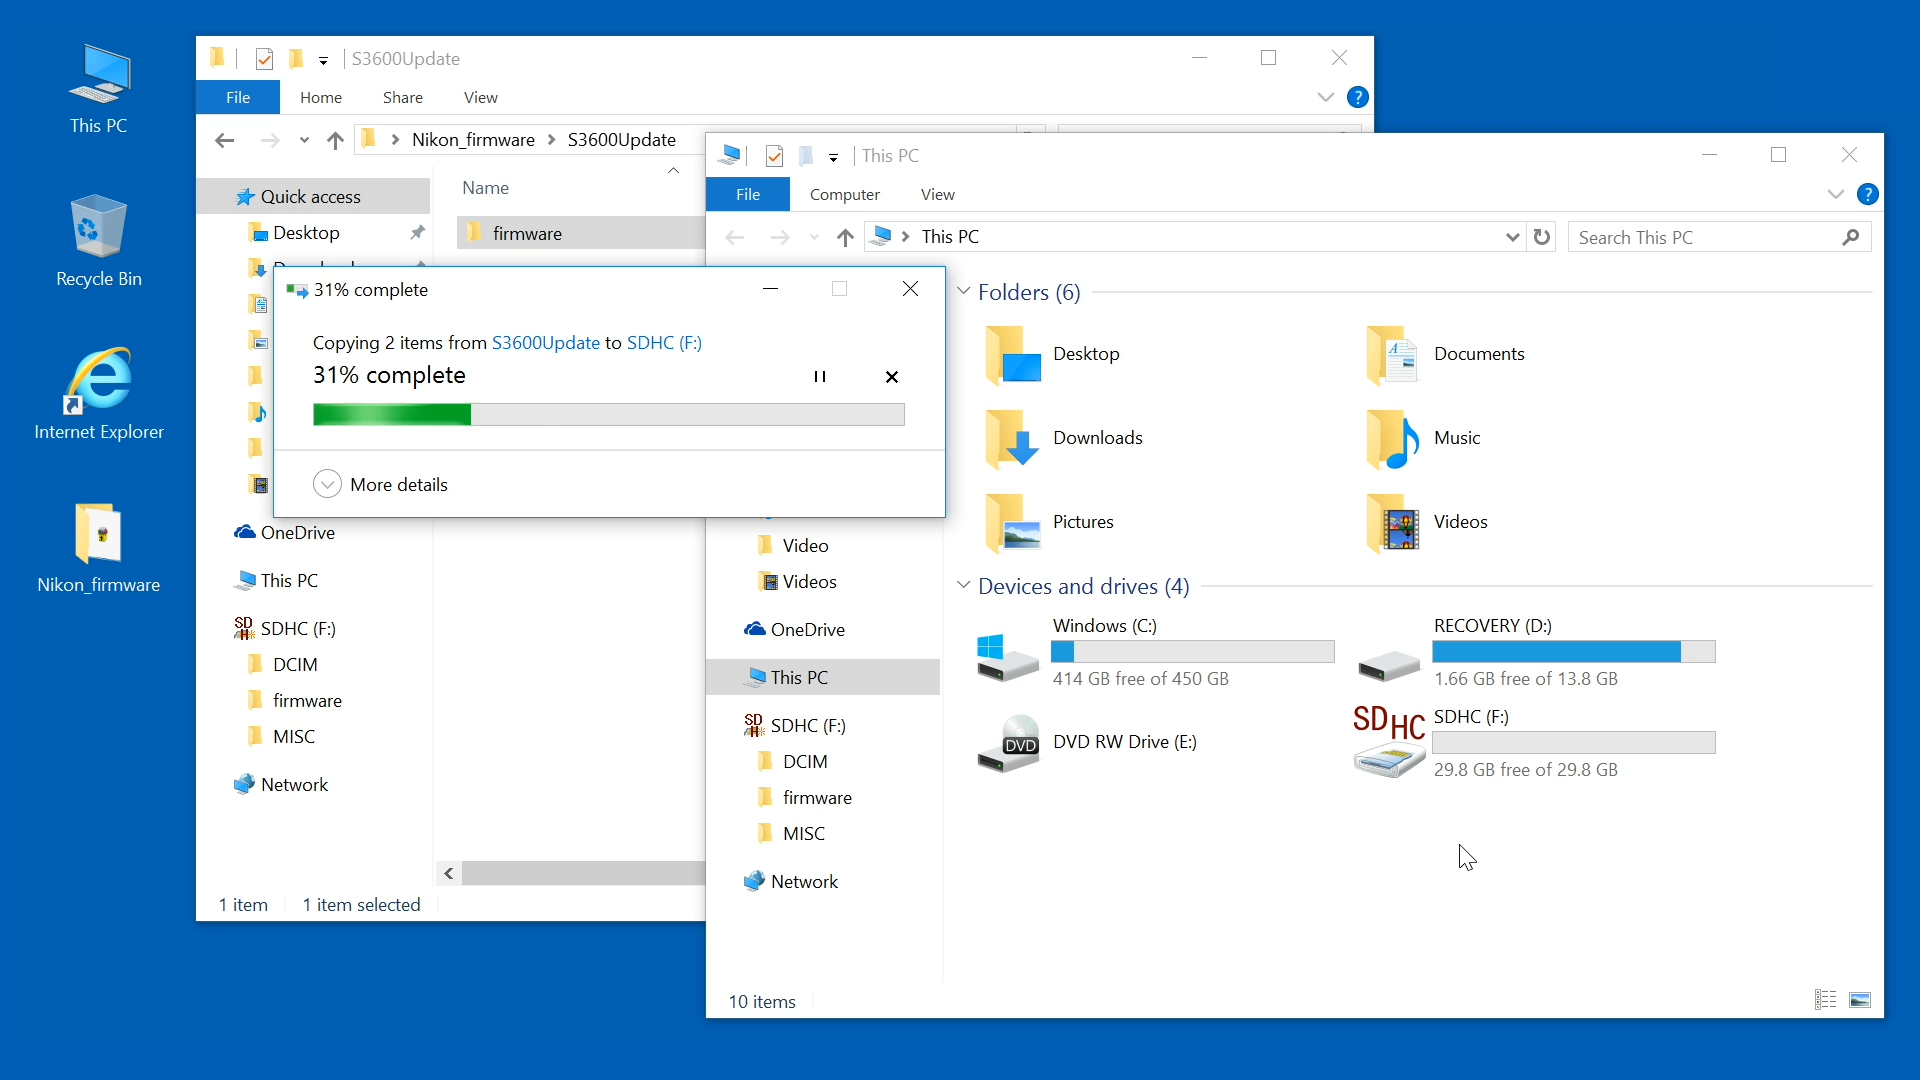 This PC
Recycle Bin
Internet Explorer
Nikon_firmware
S3600Update
File Home Share View ?
Nikon_firmware S3600Update
Quick access
Desktop
Name
firmware
OneDrive
This PC
SDHC (F:)
DCIM
firmware
MISC
Network
1 item 1 item selected
31% complete
Copying 2 items from S3600Update to SDHC (F:)
31% complete
More details
This PC
File Computer View ?
This PC
Search This PC
Video
Videos
OneDrive
This PC
SDHC (F:)
DCIM
firmware
MISC
Network
Folders (6)
Desktop
Documents
Downloads
Music
Pictures
Videos
Devices and drives (4)
Windows (C:)
414 GB free of 450 GB
RECOVERY (D:)
1.66 GB free of 13.8 GB
DVD
DVD RW Drive (E:)
SDHC
SDHC (F:)
29.8 GB free of 29.8 GB
10 items